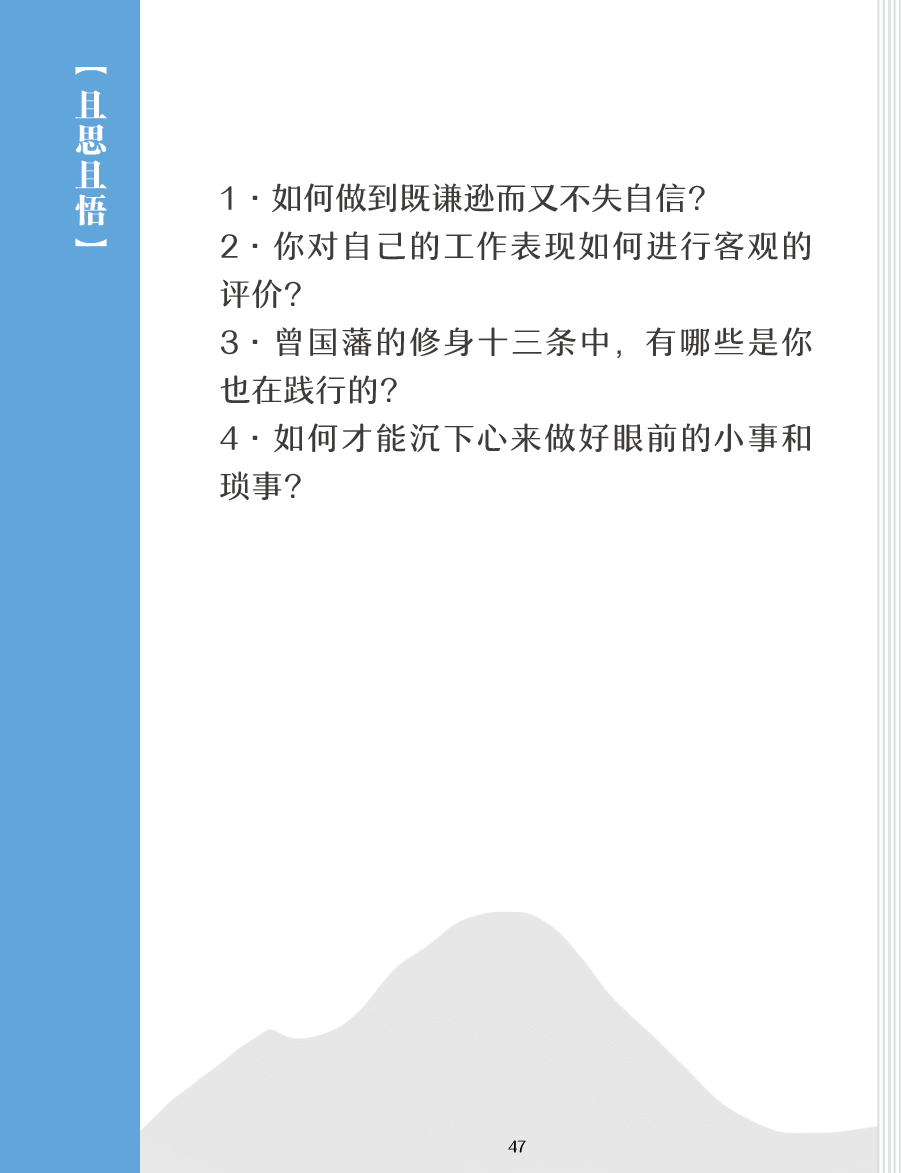 【且思且悟】
1·如何做到既谦逊而又不失自信？
2·你对自己的工作表现如何进行客观的
评价？
3·曾国藩的修身十三条中，有哪些是你
也在践行的？
4·如何才能沉下心来做好眼前的小事和
琐事？
47